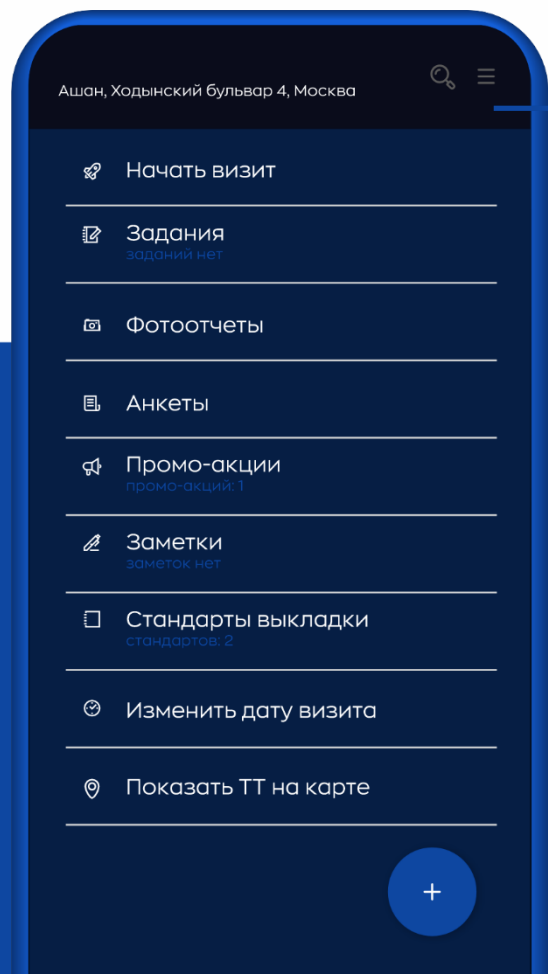 Ашан, Ходынский бульвар 4, Москва
Начать визит
Задания
заданий нет
Фотоотчеты
Анкеты
Промо-акции
промо-акций: 1
Заметки
заметок нет
Стандарты выкладки
стандартов: 2
Изменить дату визита
Показать ТТ на карте